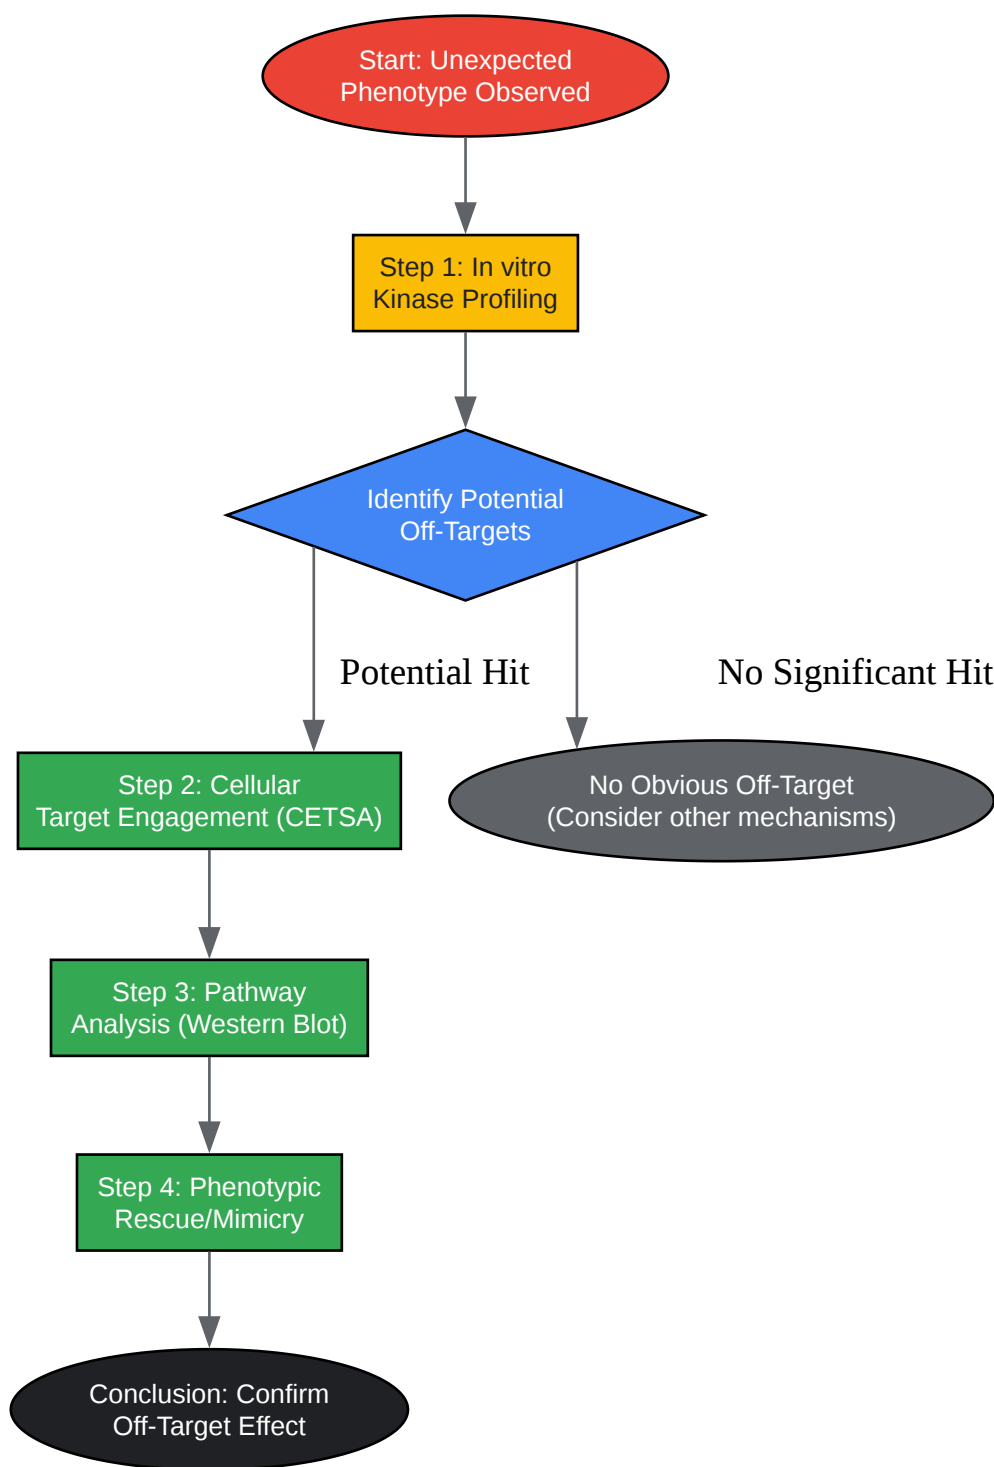 Start: Unexpected
Phenotype Observed
Step 1: In vitro
Kinase Profiling
Identify Potential
Off-Targets
Potential Hit
No Significant Hit
Step 2: Cellular
Target Engagement (CETSA)
No Obvious Off-Target
(Consider other mechanisms)
Step 3: Pathway
Analysis (Western Blot)
Step 4: Phenotypic
Rescue/Mimicry
Conclusion: Confirm
Off-Target Effect